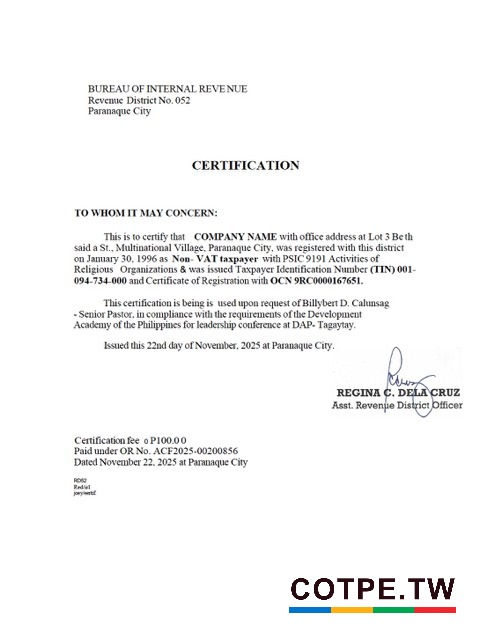 BUREAU OF INTERNAL REVENUE
Revenue District No. 052
Paranaque City
CERTIFICATION
TO WHOM IT MAY CONCERN:
This is to certify that COMPANY NAME with office address at Lot 3 Beth
said a St., Multinational Village, Paranaque City, was registered with this district
on January 30, 1996 as Non- VAT taxpayer with PSIC 9191 Activities of
Religious Organizations & was issued Taxpayer Identification Number (TIN) 001-
094-734-000 and Certificate of Registration with OCN 9RC0000167651.
This certification is being is used upon request of Billybert D. Calunsag
- Senior Pastor, in compliance with the requirements of the Development
Academy of the Philippines for leadership conference at DAP- Tagaytay.
Issued this 22nd day of November, 2025 at Paranaque City.
REGINA C. DELA CRUZ
Asst. Revenue District Officer
Certification fee o P100.00
Paid under OR No. ACF2025-00200856
Dated November 22, 2025 at Paranaque City
RD52
joey/certif.
COTPE.TW